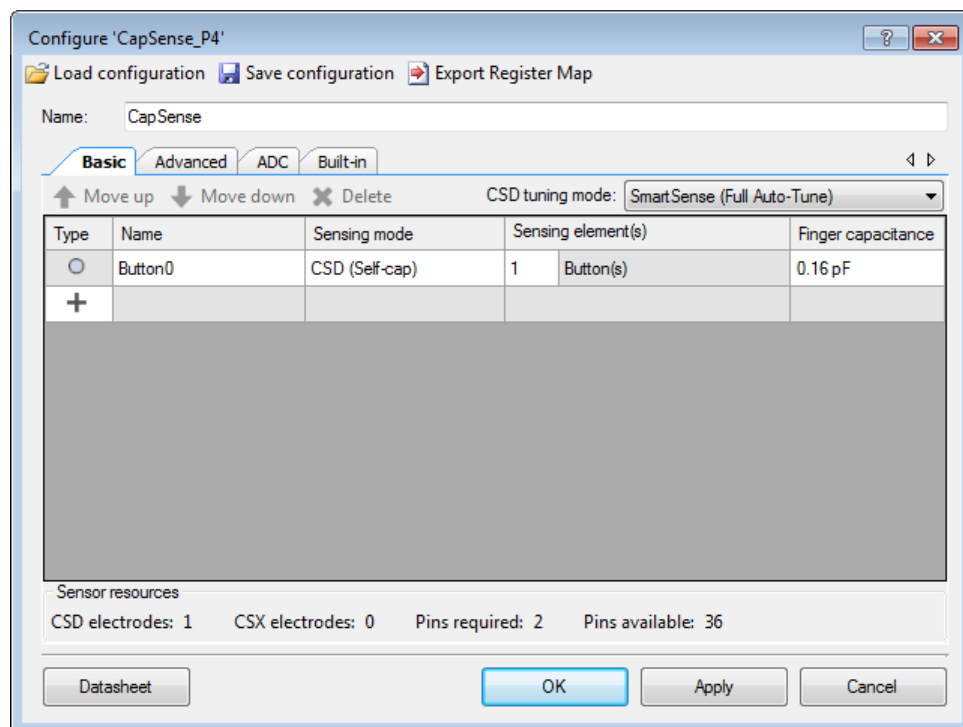 Configure 'CapSense_P4'
Load configuration Save configuration Export Register Map
Name: CapSense
Basic Advanced ADC Built-in
Move up Move down Delete CSD tuning mode: SmartSense (Full Auto-Tune)
Type Name Sensing mode Sensing element(s) Finger capacitance
Button0 CSD (Self-cap) 1 Button(s) 0.16 pF
Sensor resources
CSD electrodes: 1 CSX electrodes: 0 Pins required: 2 Pins available: 36
Datasheet OK Apply Cancel